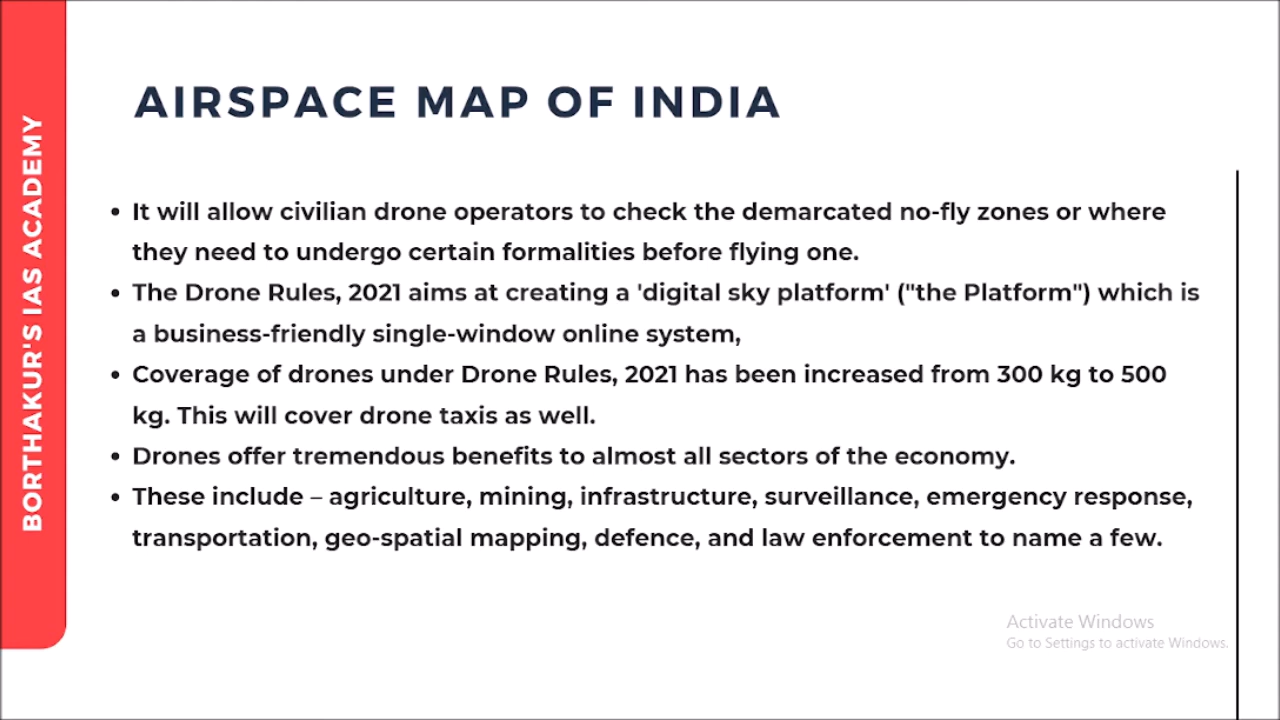 BORTHAKUR'S IAS ACADEMY
AIRSPACE MAP OF INDIA
• It will allow civilian drone operators to check the demarcated no-fly zones or where
they need to undergo certain formalities before flying one.
• The Drone Rules, 2021 aims at creating a 'digital sky platform' ("the Platform") which is
a business-friendly single-window online system,
• Coverage of drones under Drone Rules, 2021 has been increased from 300 kg to 500
kg. This will cover drone taxis as well.
• Drones offer tremendous benefits to almost all sectors of the economy.
• These include – agriculture, mining, infrastructure, surveillance, emergency response,
transportation, geo-spatial mapping, defence, and law enforcement to name a few.
Activate Windows
Go to Settings to activate Windows.